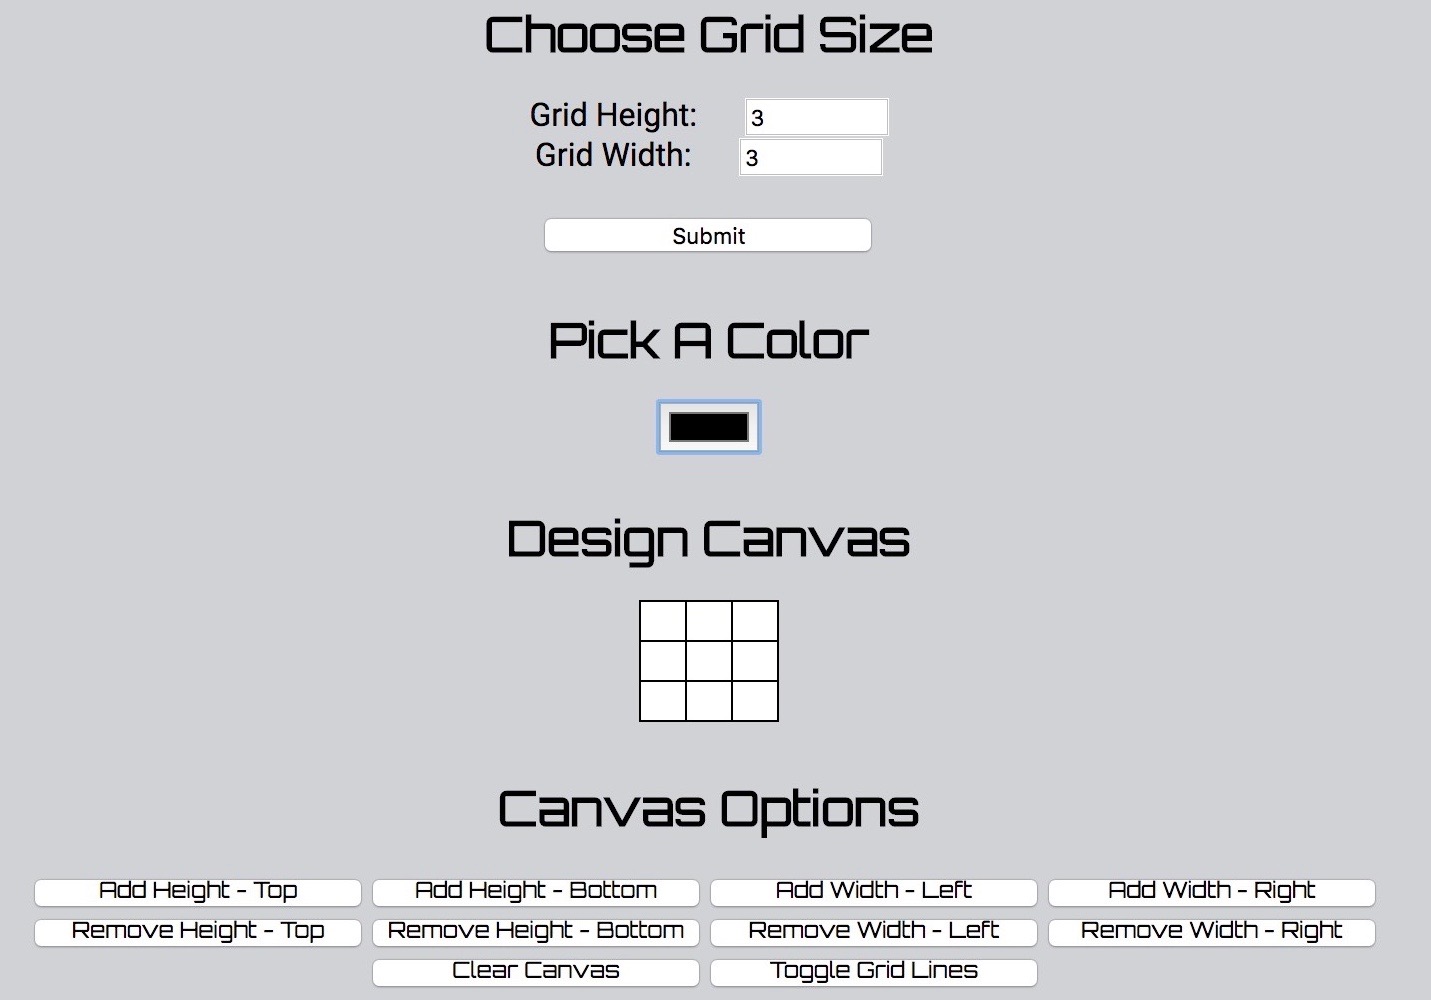 Choose Grid Size
Grid Height: 3
Grid Width: 3
Submit
Pick A Color
Design Canvas
Canvas Options
Add Height - Top Add Height - Bottom Add Width - Left Add Width - Right
Remove Height - Top Remove Height - Bottom Remove Width - Left Remove Width - Right
Clear Canvas Toggle Grid Lines